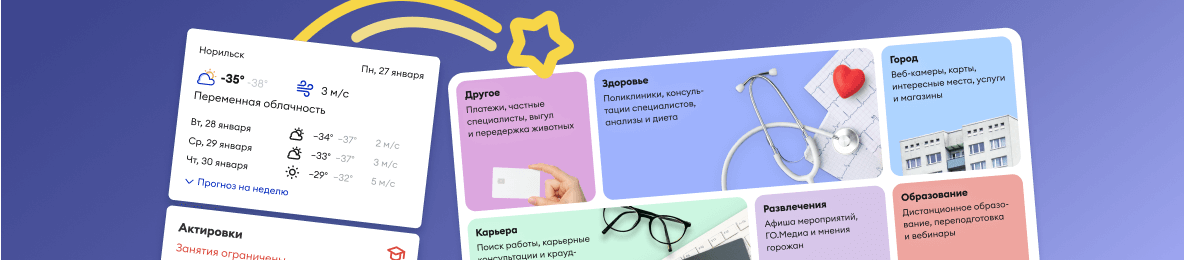 Норильск
Пн, 27 января
-35° -38°
3 м/с
Переменная облачность
Вт, 28 января -34° -37° 2 м/с
Ср, 29 января -33° -37° 3 м/с
Чт, 30 января -29° -32° 5 м/с
Прогноз на неделю
Актировки
Занятия ограничены
Другое
Платежи, частные
специалисты, выгул
и передержка животных
Здоровье
Поликлиники, консуль-
тации специалистов,
анализы и диета
Город
Веб-камеры, карты,
интересные места, услуги
и магазины
Карьера
Поиск работы, карьерные
консультации и крауд-
Развлечения
Афиша мероприятий,
ГО.Медиа и мнения
горожан
Образование
Дистанционное образо-
вание, переподготовка
и вебинары